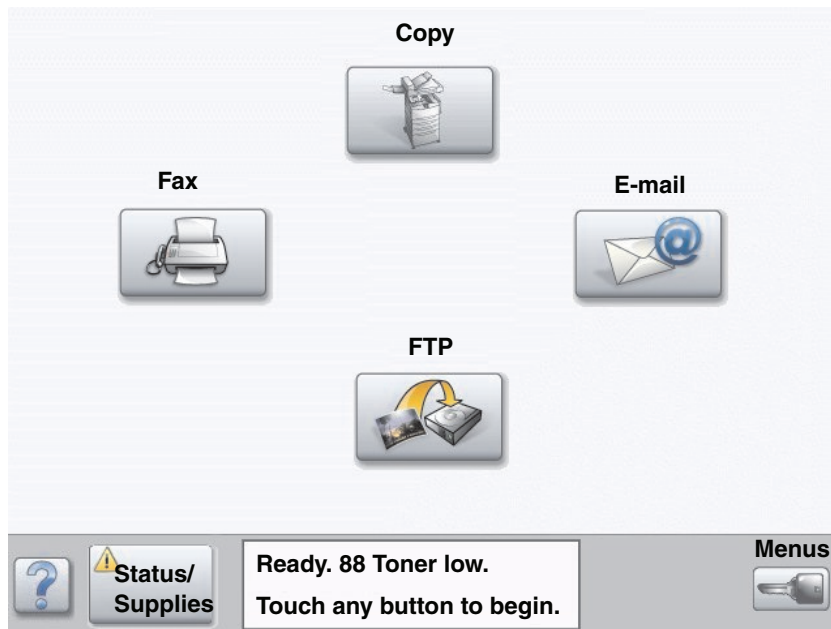 Copy
Fax
E-mail
@
FTP
?
Status/
Supplies
Ready. 88 Toner low.
Touch any button to begin.
Menus